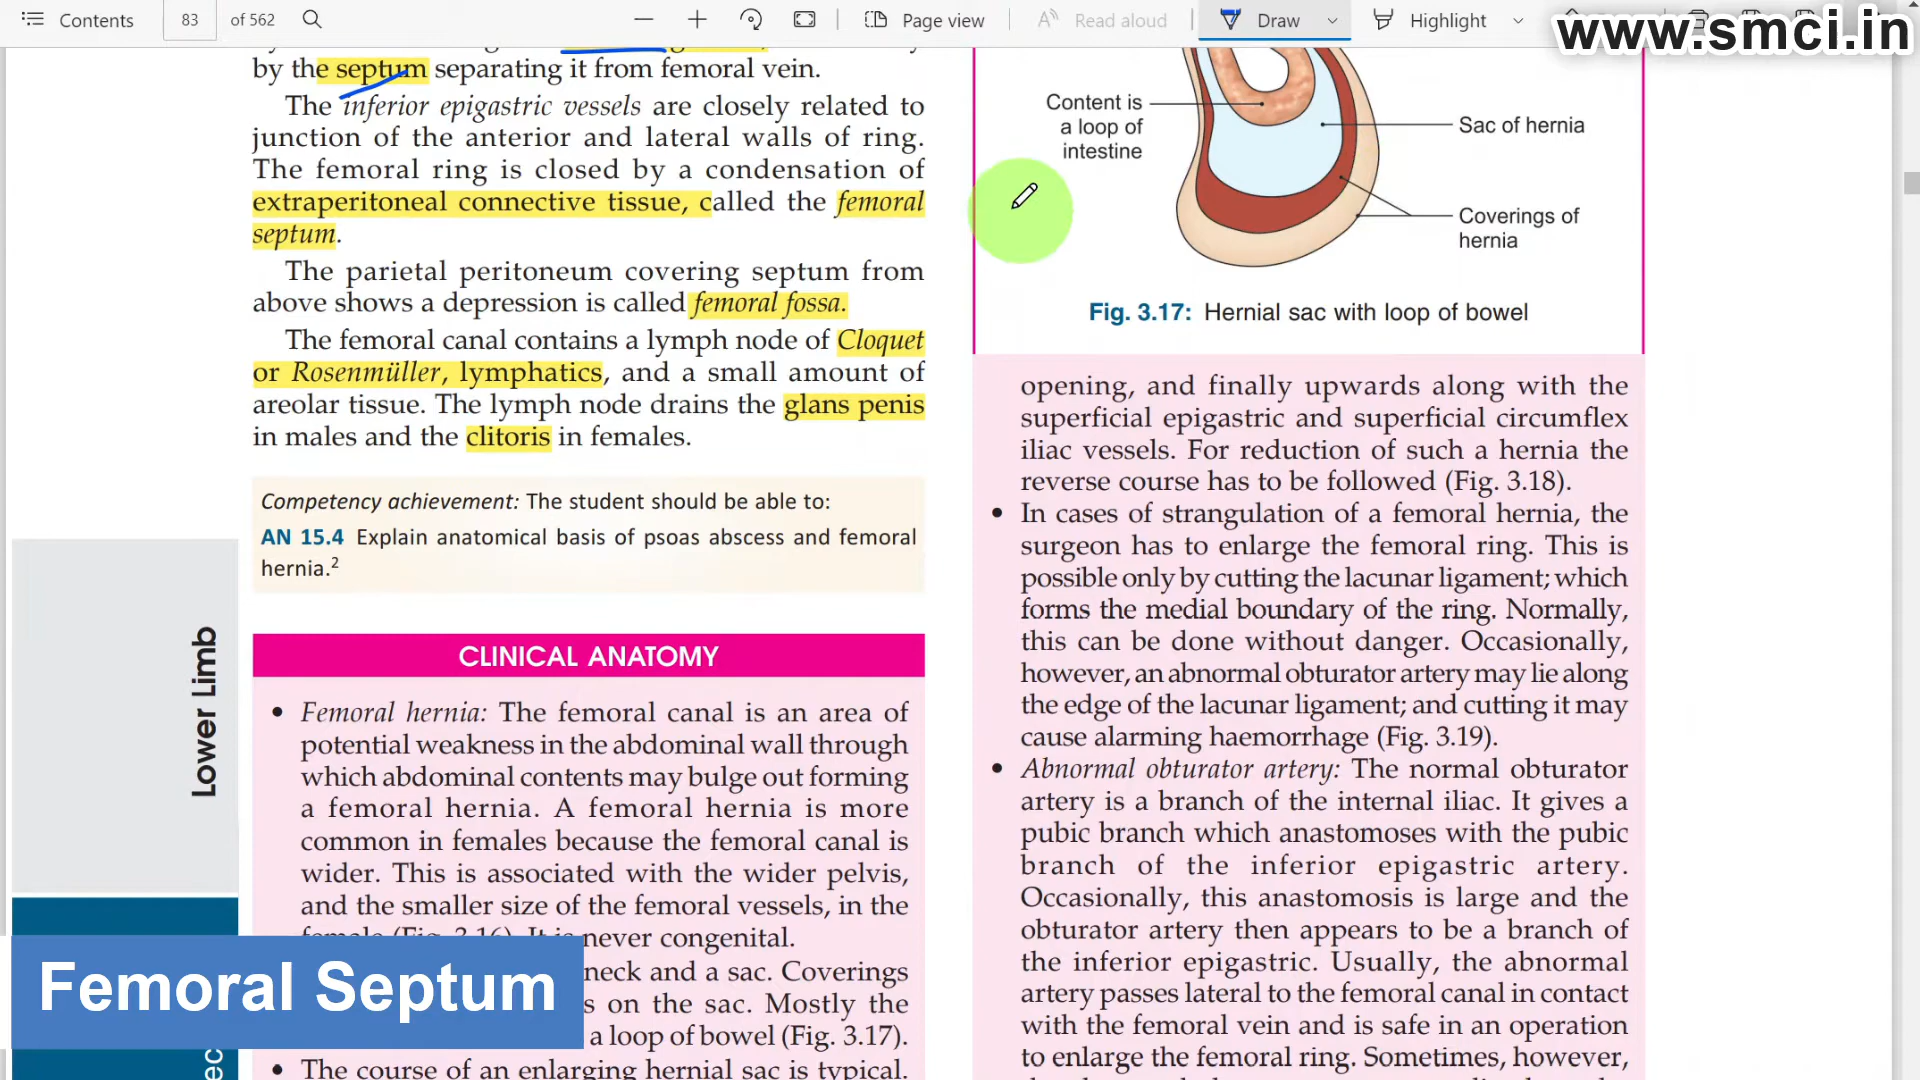 Contents
83
of 562
Page view
Read aloud
Draw
Highlight
www.smci.in
by the septum separating it from femoral vein.
The inferior epigastric vessels are closely related to
junction of the anterior and lateral walls of ring.
The femoral ring is closed by a condensation of
extraperitoneal connective tissue, called the femoral
septum.
The parietal peritoneum covering septum from
above shows a depression is called femoral fossa.
The femoral canal contains a lymph node of Cloquet
or Rosenmüller, lymphatics, and a small amount of
areolar tissue. The lymph node drains the glans penis
in males and the clitoris in females.
Competency achievement: The student should be able to:
AN 15.4 Explain anatomical basis of psoas abscess and femoral
hernia.2
CLINICAL ANATOMY
• Femoral hernia: The femoral canal is an area of
potential weakness in the abdominal wall through
which abdominal contents may bulge out forming
a femoral hernia. A femoral hernia is more
common in females because the femoral canal is
wider. This is associated with the wider pelvis,
and the smaller size of the femoral vessels, in the
female (Fig. 3.16). It is never congenital.
neck and a sac. Coverings
s on the sac. Mostly the
a loop of bowel (Fig. 3.17).
• The course of an enlarging hernial sac is typical.
Lower Limb
Femoral Septum
Content is
a loop of
intestine
Sac of hernia
Coverings of
hernia
Fig. 3.17: Hernial sac with loop of bowel
opening, and finally upwards along with the
superficial epigastric and superficial circumflex
iliac vessels. For reduction of such a hernia the
reverse course has to be followed (Fig. 3.18).
• In cases of strangulation of a femoral hernia, the
surgeon has to enlarge the femoral ring. This is
possible only by cutting the lacunar ligament; which
forms the medial boundary of the ring. Normally,
this can be done without danger. Occasionally,
however, an abnormal obturator artery may lie along
the edge of the lacunar ligament; and cutting it may
cause alarming haemorrhage (Fig. 3.19).
• Abnormal obturator artery: The normal obturator
artery is a branch of the internal iliac. It gives a
pubic branch which anastomoses with the pubic
branch of the inferior epigastric artery.
Occasionally, this anastomosis is large and the
obturator artery then appears to be a branch of
the inferior epigastric. Usually, the abnormal
artery passes lateral to the femoral canal in contact
with the femoral vein and is safe in an operation
to enlarge the femoral ring. Sometimes, however,